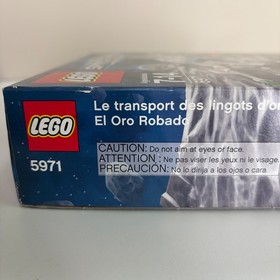 LEGO
5971
Le transport des lingots d'or
El Oro Robado
CAUTION: Do not aim at eyes or face.
ATTENTION : Ne pas viser les yeux ni le visage.
PRECAUCIÓN: No lo dirija a los ojos o cara.